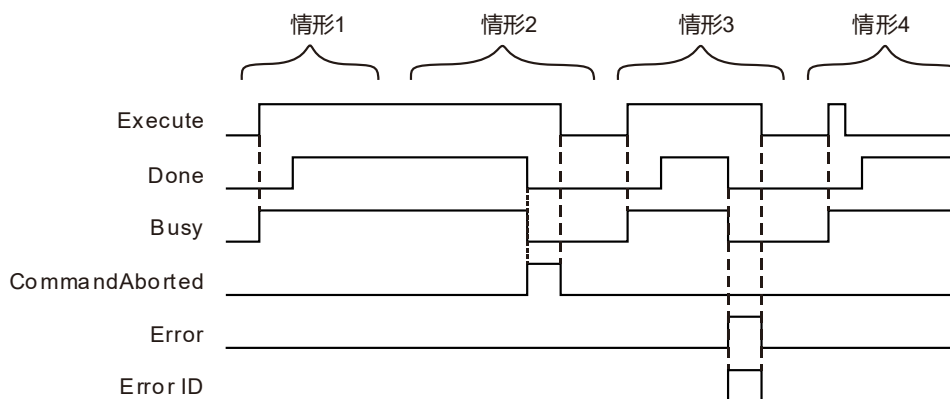 情形1 情形2 情形3 情形4
Execute
Done
Busy
CommandAborted
Error
Error ID